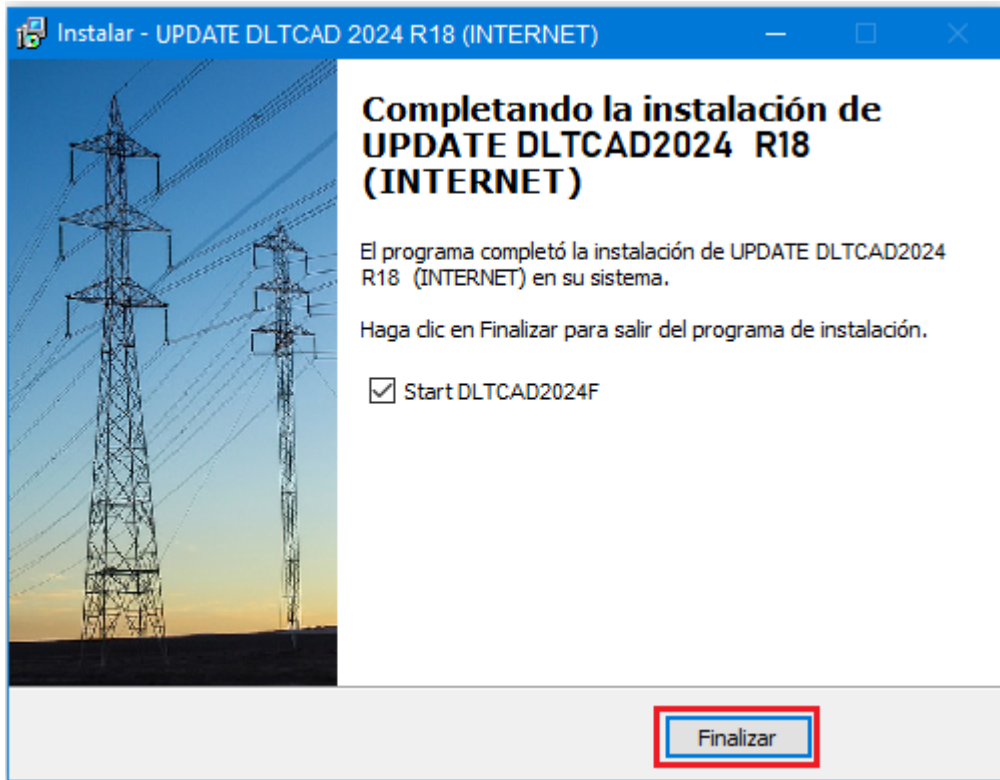 Instalar - UPDATE DLTCAD 2024 R18 (INTERNET)
Completando la instalación de
UPDATE DLTCAD2024  R18
(INTERNET)
El programa completó la instalación de UPDATE DLTCAD2024
R18  (INTERNET) en su sistema.
Haga clic en Finalizar para salir del programa de instalación.
Start DLTCAD2024F
Finalizar